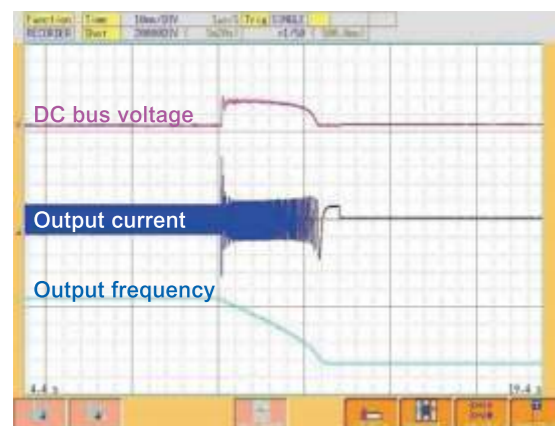 Function Time 10ms/DIV Trig SINGLE
RECORDER Shot
DC bus voltage
Output current
Output frequency
4.4 s 19.4 s